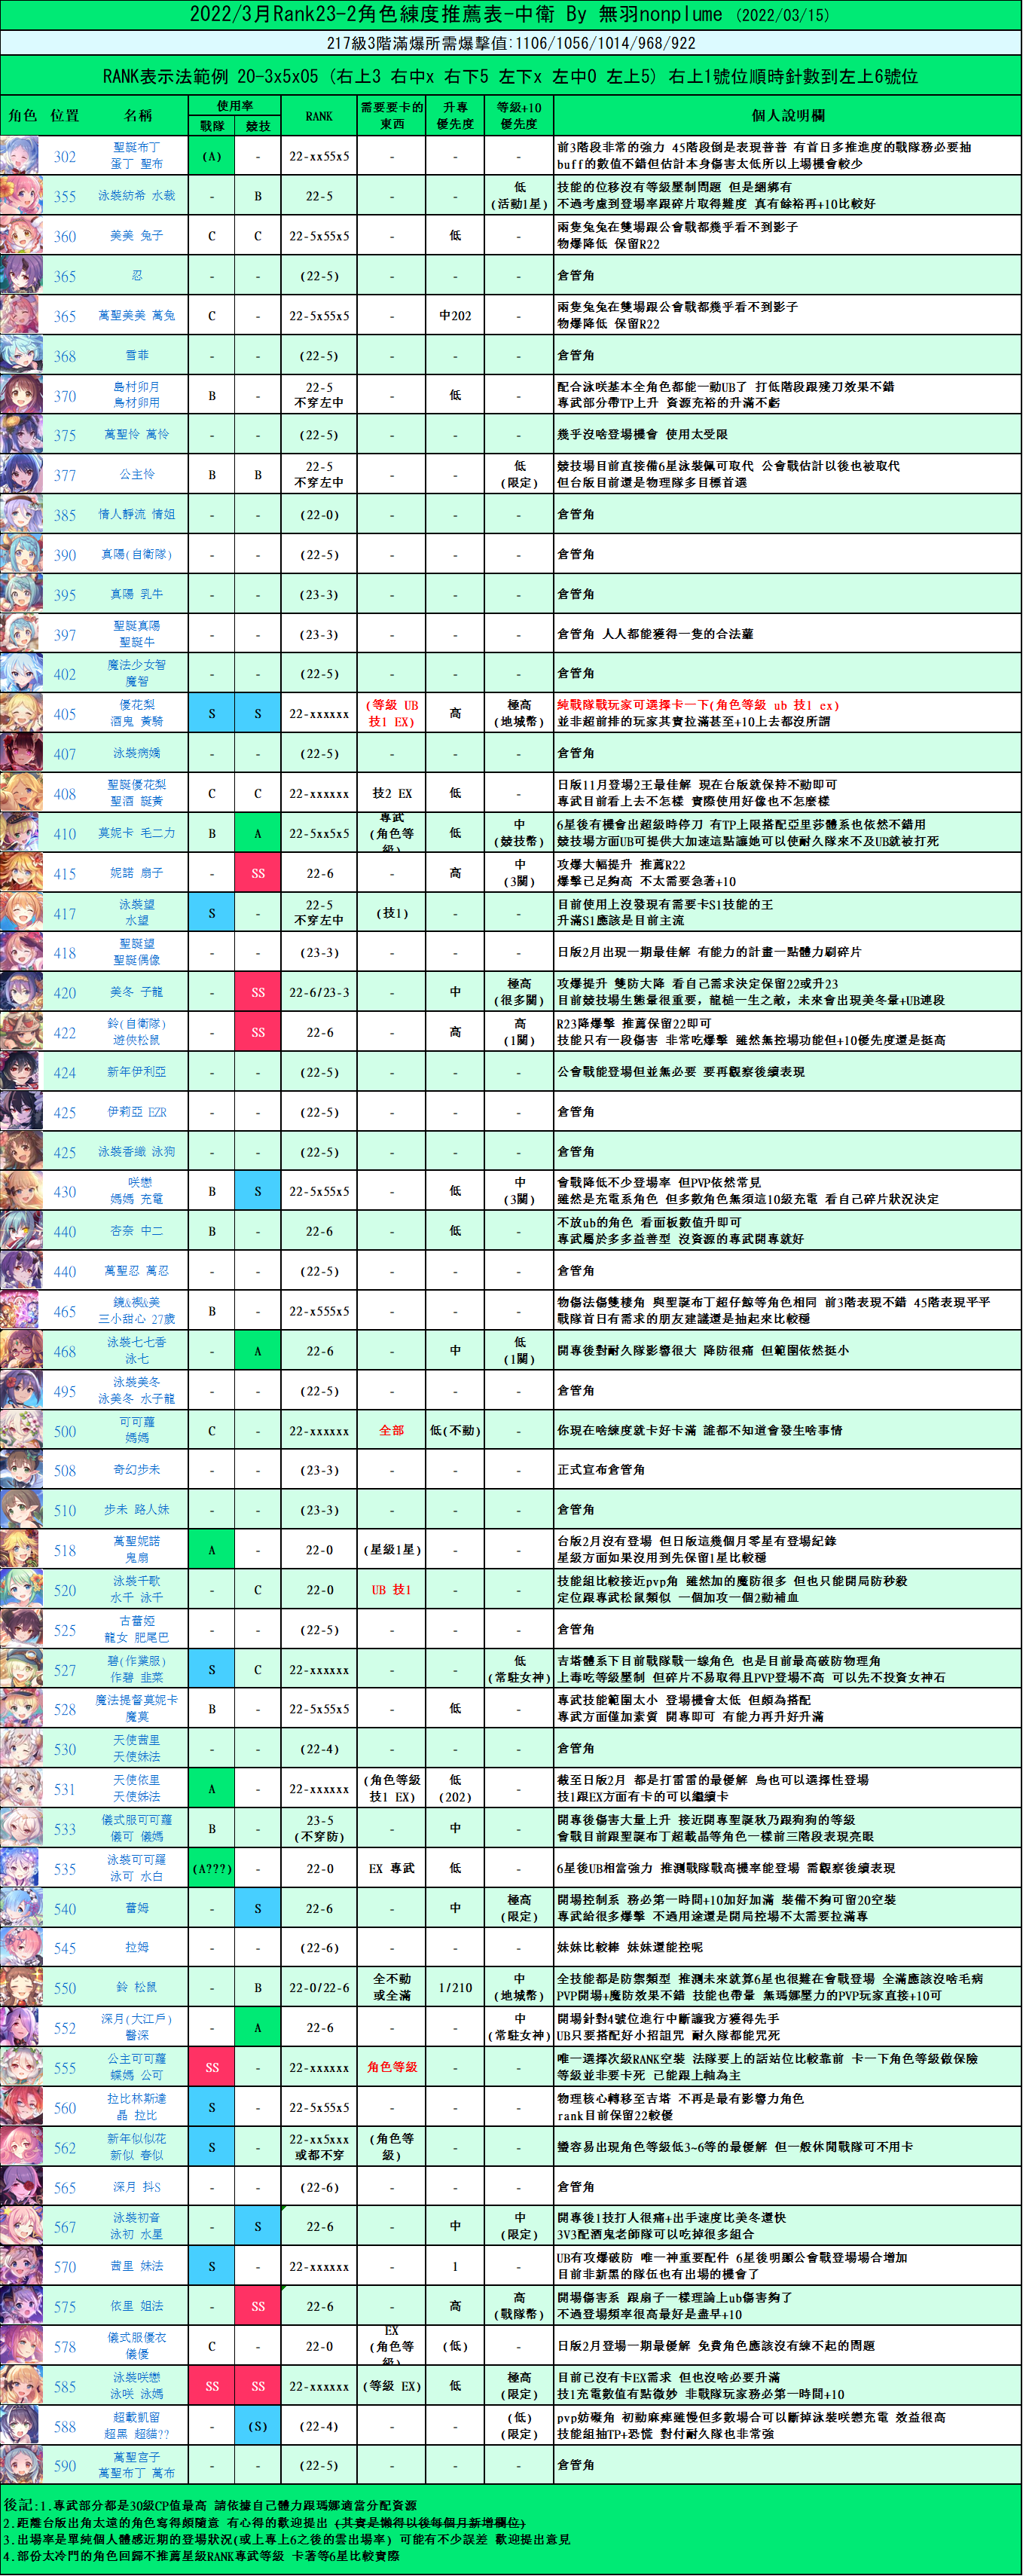 2022/3月Rank23-2角色練度推薦表-中衛 By 無羽nonplume (2022/03/15)
217級3階滿爆所需爆擊值:1106/1056/1014/968/922
RANK表示法範例 20-3x5x05 (右上3 右中x 右下5 左下x 左中0 左上5) 右上1號位順時針數到左上6號位
角色 位置 名稱 使用率 戰隊 競技 RANK 需要要卡的東西 升專優先度 等級+10優先度 個人說明欄
302 聖誕布丁 蛋丁 聖布 (A) - 22-xx55x5 - - - 前3階段非常的強力 45階段倒是表現普普 有首日多推進度的戰隊務必要抽
buff的數值不錯但估計本身傷害太低所以上場機會較少
355 泳裝紡希 水裁 - B 22-5 - - 低(活動1星) 技能的位移沒有等級壓制問題 但是綑綁有
不過考慮到登場率跟碎片取得難度 真有餘裕再+10比較好
360 美美 兔子 C C 22-5x55x5 - 低 - 兩隻兔兔在雙場跟公會戰都幾乎看不到影子
物爆降低 保留R22
365 忍 - - (22-5) - - - 倉管角
365 萬聖美美 萬兔 C - 22-5x55x5 - 中202 - 兩隻兔兔在雙場跟公會戰都幾乎看不到影子
物爆降低 保留R22
368 雪菲 - - (22-5) - - - 倉管角
370 島村卯月 島村卯用 B - 22-5 不穿左中 - 低 - 配合泳咲基本全角色都能一動UB了 打低階段跟殘刀效果不錯
專武部分帶TP上升 資源充裕的升滿不虧
375 萬聖伶 萬怜 - - (22-5) - - - 幾乎沒啥登場機會 使用太受限
377 公主怜 B B 22-5 不穿左中 - - 低(限定) 競技場目前直接備6星泳裝佩可取代 公會戰估計以後也被取代
但台版目前還是物理隊多目標首選
385 情人靜流 情姐 - - (22-0) - - - 倉管角
390 真陽(自衛隊) - - (22-5) - - - 倉管角
395 真陽 乳牛 - - (23-3) - - - 倉管角
397 聖誕真陽 聖誕牛 - - (23-3) - - - 倉管角 人人都能獲得一隻的合法蘿
402 魔法少女智 魔智 - - (22-5) - - - 倉管角
405 優花梨 酒鬼 黃騎 S S 22-xxxxxx (等級 UB 技1 EX) 高 極高(地城幣) 純戰隊戰玩家可選擇卡一下(角色等級 ub 技1 ex)
並非超前排的玩家其實拉滿甚至+10上去都沒所謂
407 泳裝病嬌 - - (22-5) - - - 倉管角
408 聖誕優花梨 聖酒 誕黃 C C 22-xxxxxx 技2 EX 低 - 日版11月登場2王最佳解 現在台版就保持不動即可
專武目前看上去不怎樣 實際使用好像也不怎麼樣
410 莫妮卡 毛二力 B A 22-5xx5x5 專武(角色等級) 低 中(競技幣) 6星後有機會出超級時停刀 有TP上限搭配亞里莎體系也依然不錯用
競技場方面UB可提供大加速這點讓她可以使耐久隊來不及UB就被打死
415 妮諾 扇子 - SS 22-6 - 高 中(3關) 攻爆大幅提升 推薦R22
爆擊已足夠高 不太需要急著+10
417 泳裝望 水望 S - 22-5 不穿左中 (技1) - - 目前使用上沒發現有需要卡S1技能的王
升滿S1應該是目前主流
418 聖誕望 聖誕偶像 - - (23-3) - - - 日版2月出現一期最佳解 有能力的計畫一點體力刷碎片
420 美冬 子龍 - SS 22-6/23-3 - 中 極高(很多關) 攻爆提升 雙防大降 看自己需求決定保留22或升23
目前競技場生態暈很重要，龍槌一生之敵，未來會出現美冬暈+UB連段
422 鈴(自衛隊) 遊俠松鼠 - SS 22-6 - 高 高(1關) R23降爆擊 推薦保留22即可
技能只有一段傷害 非常吃爆擊 雖然無控場功能但+10優先度還是挺高
424 新年伊利亞 - - (22-5) - - - 公會戰能登場但並無必要 要再觀察後續表現
425 伊莉亞 EZR - - (22-5) - - - 倉管角
425 泳裝香織 泳狗 - - (22-5) - - - 倉管角
430 咲戀 媽媽 充電 B S 22-5x55x5 - 低 中(3關) 會戰降低不少登場率 但PVP依然常見
雖然是充電系角色 但多數角色無須這10級充電 看自己碎片狀況決定
440 杏奈 中二 B - 22-6 - 低 - 不放ub的角色 看面板數值升即可
專武屬於多多益善型 沒資源的專武開專就好
440 萬聖忍 萬忍 - - (22-5) - - - 倉管角
465 鏡&禊&美 三小甜心 27歲 B - 22-x555x5 - - - 物傷法傷雙棲角 與聖誕布丁超仔鯨等角色相同 前3階表現不錯 45階表現平平
戰隊首日有需求的朋友建議還是抽起來比較穩
468 泳裝七七香 泳七 - A 22-6 - 中 低(1關) 開專後對耐久隊影響很大 降防很痛 但範圍依然挺小
495 泳裝美冬 泳美冬 水子龍 - - (22-5) - - - 倉管角
500 可可蘿 媽媽 C - 22-xxxxxx 全部 低(不動) - 你現在啥練度就卡好卡滿 誰都不知道會發生啥事情
508 奇幻步未 - - (23-3) - - - 正式宣布倉管角
510 步未 路人妹 - - (23-3) - - - 倉管角
518 萬聖妮諾 鬼扇 A - 22-0 (星級1星) - - 台版2月沒有登場 但日版這幾個月零星有登場紀錄
星級方面如果沒用到先保留1星比較穩
520 泳裝千歌 水千 泳千 - C 22-0 UB 技1 - - 技能組比較接近pvp角 雖然加的魔防很多 但也只能開局防秒殺
定位跟專武松鼠類似 一個加攻一個2動補血
525 古蕾婭 龍女 肥尾巴 - - (22-5) - - - 倉管角
527 碧(作業服) 作碧 韭菜 S C 22-xxxxxx - - 低(常駐女神) 吉塔體系下目前戰隊戰一線角色 也是目前最高破防物理角
上毒吃等級壓制 但碎片不易取得且PVP登場不高 可以先不投資女神石
528 魔法提督莫妮卡 魔莫 B - 22-5x55x5 - 低 - 專武技能範圍太小 登場機會太低 但頗為搭配
專武方面僅加素質 開專即可 有能力再升好升滿
530 天使茜里 天使妹法 - - (22-4) - - - 倉管角
531 天使依里 天使姊法 A - 22-xxxxxx (角色等級 技1 EX) 低(202) - 截至日版2月 都是打雷雷的最優解 烏也可以選擇性登場
技1跟EX方面有卡的可以繼續卡
533 儀式服可可蘿 儀可 儀媽 B - 23-5 (不穿防) - 中 - 開專後傷害大量上升 接近開專聖誕秋乃跟狗狗的等級
會戰目前跟聖誕布丁超載晶等角色一樣前三階段表現亮眼
535 泳裝可可蘿 泳可 水白 (A???) - 22-0 EX 專武 低 - 6星後UB相當強力 推測戰隊戰高機率能登場 需觀察後續表現
540 蕾姆 - S 22-6 - 中 極高(限定) 開場控制系 務必第一時間+10加好加滿 裝備不夠可留20空裝
專武給很多爆擊 不過用途還是開局控場不太需要拉滿專
545 拉姆 - - (22-6) - - - 妹妹比較棒 妹妹還能控呢
550 鈴 松鼠 - B 22-0/22-6 全不動或全滿 1/210 中(地城幣) 全技能都是防禦類型 推測未來就算6星也很難在會戰登場 全滿應該沒啥毛病
PVP開場+魔防效果不錯 技能也帶暈 無瑪娜壓力的PVP玩家直接+10可
552 深月(大江戶) 醫深 - A 22-6 - - 中(常駐女神) 開場針對4號位進行中斷讓我方獲得先手
UB只要搭配好小招詛咒 耐久隊都能咒死
555 公主可可蘿 蝶媽 公可 SS - 22-xxxxxx 角色等級 - - 唯一選擇次級RANK空裝 法隊要上的話站位比較靠前 卡一下角色等級做保險
等級並非要卡死 已能跟上軸為主
560 拉比林斯達 晶 拉比 S - 22-5x55x5 - - - 物理核心轉移至吉塔 不再是最有影響力角色
rank目前保留22較優
562 新年似似花 新似 春似 S - 22-xx5xxx 或都不穿 (角色等級) - - 蠻容易出現角色等級低3~6等的最優解 但一般休閒戰隊可不用卡
565 深月 抖S - - (22-6) - - - 倉管角
567 泳裝初音 泳初 水星 - S 22-6 - 中 中(限定) 開專後1技打人很痛+出手速度比美冬還快
3V3配酒鬼老師隊可以吃掉很多組合
570 茜里 妹法 S - 22-xxxxxx - 1 - UB有攻爆破防 唯一神重要配件 6星後明顯公會戰登場場合增加
目前非新黑的隊伍也有出場的機會了
575 依里 姐法 - SS 22-6 - 高 高(戰隊幣) 開場傷害系 跟扇子一樣理論上ub傷害夠了
不過登場頻率很高最好是盡早+10
578 儀式服優衣 儀優 C - 22-0 EX(角色等級) (低) - 日版2月登場一期最優解 免費角色應該沒有練不起的問題
585 泳裝咲戀 泳咲 泳媽 SS SS 22-xxxxxx (等級 EX) 低 極高(限定) 目前已沒有卡EX需求 但也沒啥必要升滿
技1充電數值有點微妙 非戰隊玩家務必第一時間+10
588 超載凱留 超黑 超貓?? - (S) (22-4) - - (低)(限定) pvp妨礙角 初動麻痺雖慢但多數場合可以斷掉泳裝咲戀充電 效益很高
技能組抽TP+恐慌 對付耐久隊也非常強
590 萬聖宮子 萬聖布丁 萬布 - - (22-5) - - - 倉管角
後記:1.專武部分都是30級CP值最高 請依據自己體力跟瑪娜適當分配資源
2.距離台版出角太遠的角色寫得頗隨意 有心得的歡迎提出 (其實是懶得以後每個月新增欄位)
3.出場率是單純個人體感近期的登場狀況(或上專上6之後的雲出場率) 可能有不少誤差 歡迎提出意見
4.部份太冷門的角色回歸不推薦星級RANK專武等級 卡著等6星比較實際